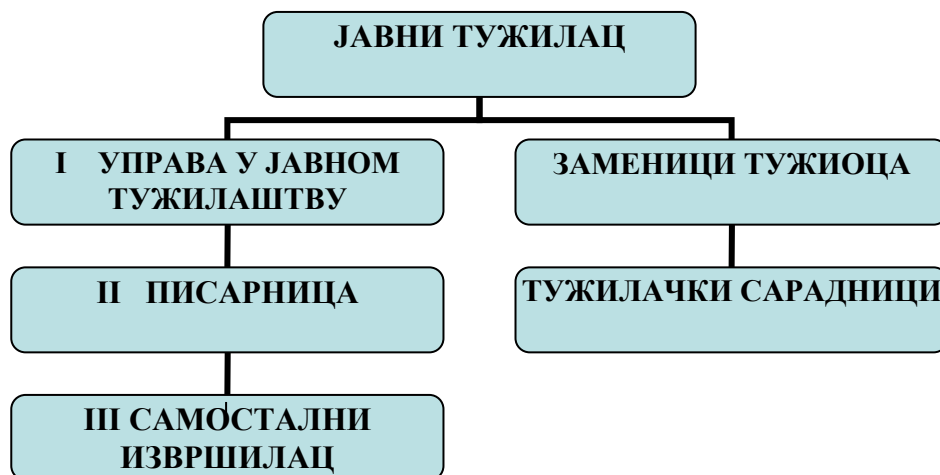 ЈАВНИ ТУЖИЛАЦ
I УПРАВА У ЈАВНОМ
ТУЖИЛАШТВУ
ЗАМЕНИЦИ ТУЖИОЦА
II ПИСАРНИЦА
ТУЖИЛАЧКИ САРАДНИЦИ
III САМОСТАЛНИ
ИЗВРШИЛАЦ